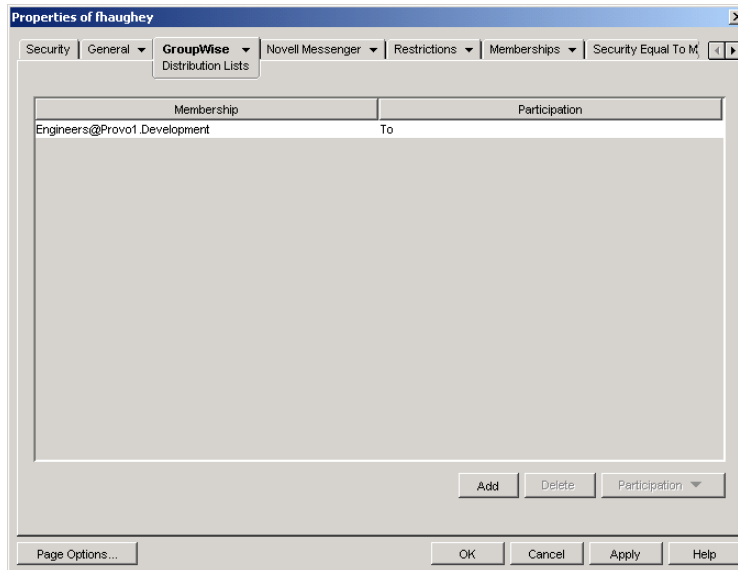 Properties of fhaughey
Security General GroupWise Novell Messenger Restrictions Memberships Security Equal To M
Distribution Lists
Membership Participation
Engineers@Provo1.Development To
Add Delete Participation
Page Options... OK Cancel Apply Help